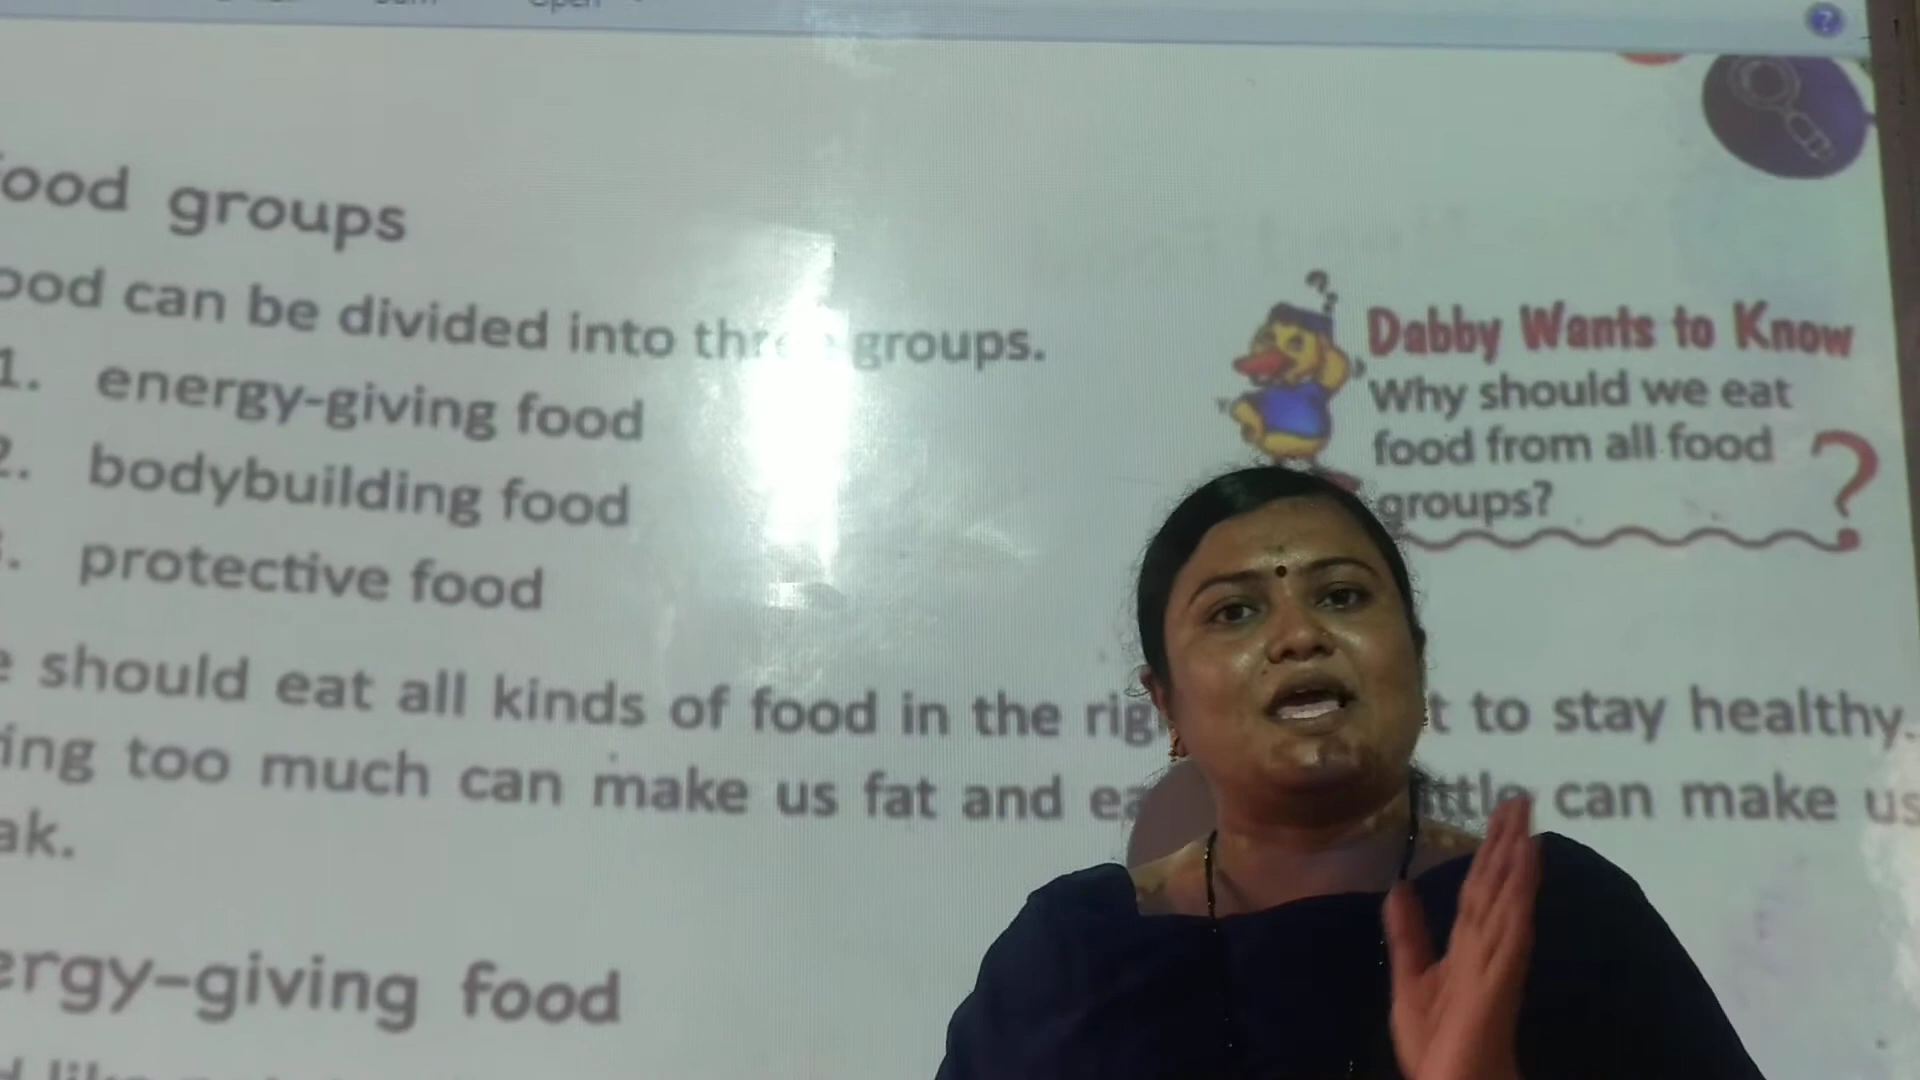 ood groups
ood can be divided into three groups.
1. energy-giving food
2. bodybuilding food
. protective food
Dabby Wants to Know
Why should we eat
food from all food
groups?
e should eat all kinds of food in the rig t to stay healthy.
ing too much can make us fat and ea ttle can make us
ak.
ergy-giving food
Open
?